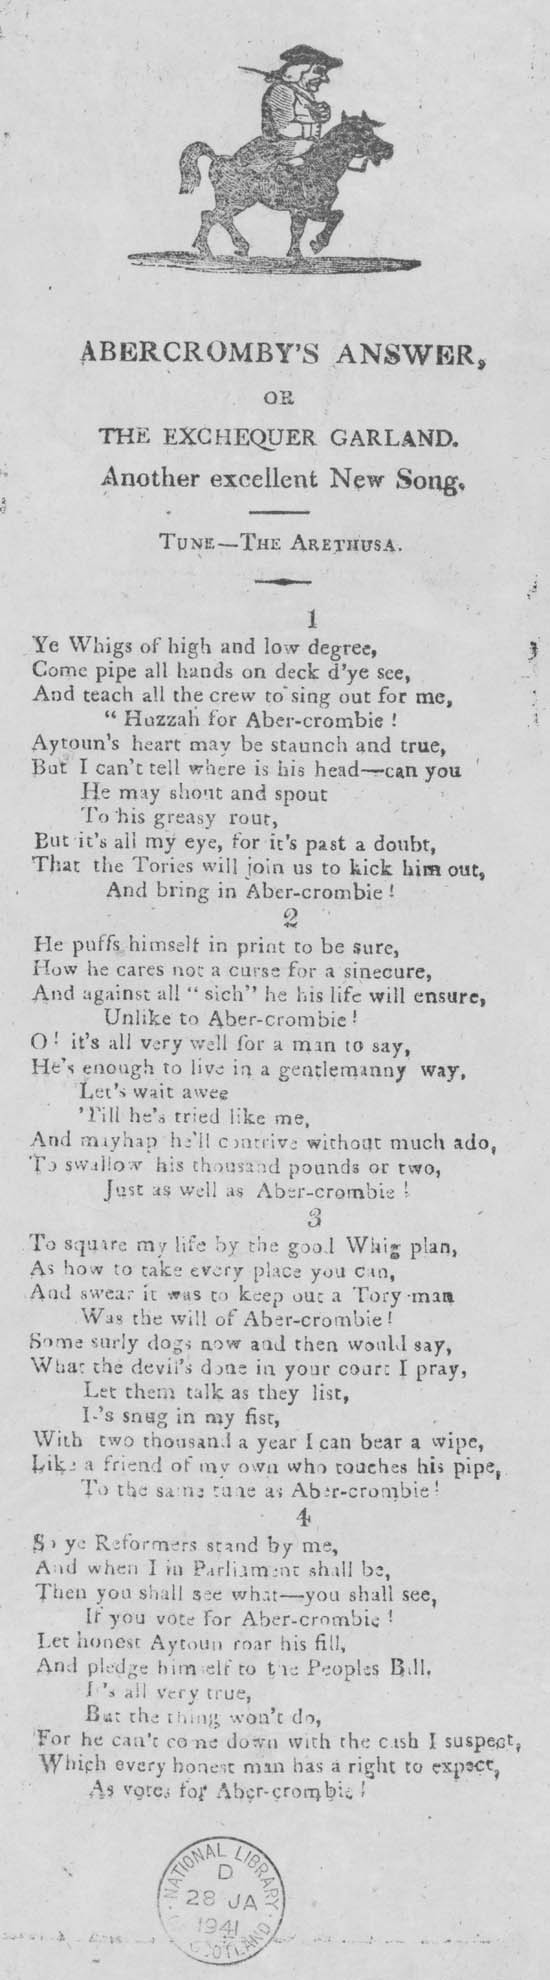 ABERCROMBY'S ANSWER,
OR
THE EXCHEQUER GARLAND.
Another excellent New Song.
TUNE—THE ARETHUSA.
1
Ye Whigs of high and low degree,
Come pipe all hands on deck d'ye see,
And teach all the crew to sing out for me,
" Huzzah for Aber-crombie !
Aytoun's heart may be staunch and true,
But I can't tell where is his head—can you
He may shout and spout
To his greasy rout,
But it's all my eye, for it's past a doubt,
That the Tories will join us to kick him out,
And bring in Aber-crombie !
2
He puffs himself in print to be sure,
How he cares not a curse for a sinecure,
And against all " sich" he his life will ensure,
Unlike to Aber-crombie !
O ! it's all very well for a man to say,
He's enough to live in a gentlemanny way,
Let's wait awee
'Till he's tried like me,
And mayhap he'll contrive without much ado,
To swallow his thousand pounds or two,
Just as well as Aber-crombie !
3
To square my life by the good Whig plan,
As how to take every place you can,
And swear it was to keep out a Tory man
Was the will of Aber-crombie !
Some surly dogs now and then would say,
What the devil's done in your court I pray,
Let them talk as they list,
It's snug in my fist,
With two thousand a year I can bear a wipe,
Like a friend of my own who touches his pipe,
To the same tune as Aber-crombie !
4
So ye Reformers stand by me,
And when I in Parliament shall be,
Then you shall see what—you shall see,
If you vote for Aber-crombie !
Let honest Aytoun roar his fill,
And pledge himself to the Peoples Bill,
It's all very true,
But the thing won't do,
For he can't come down with the cash I suspect,
Which every honest man has a right to expect,
As votes for Aber-crombie !
NATIONAL LIBRARY
D
28 JA
1941
SCOTLAND